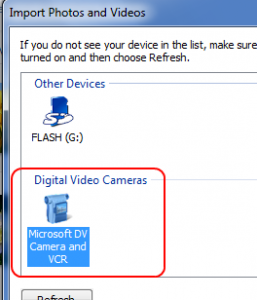 Import Photos and Videos
If you do not see your device in the list, make sure
turned on and then choose Refresh.
Other Devices
FLASH (G:)
Digital Video Cameras
Microsoft DV
Camera and
VCR
Refresh